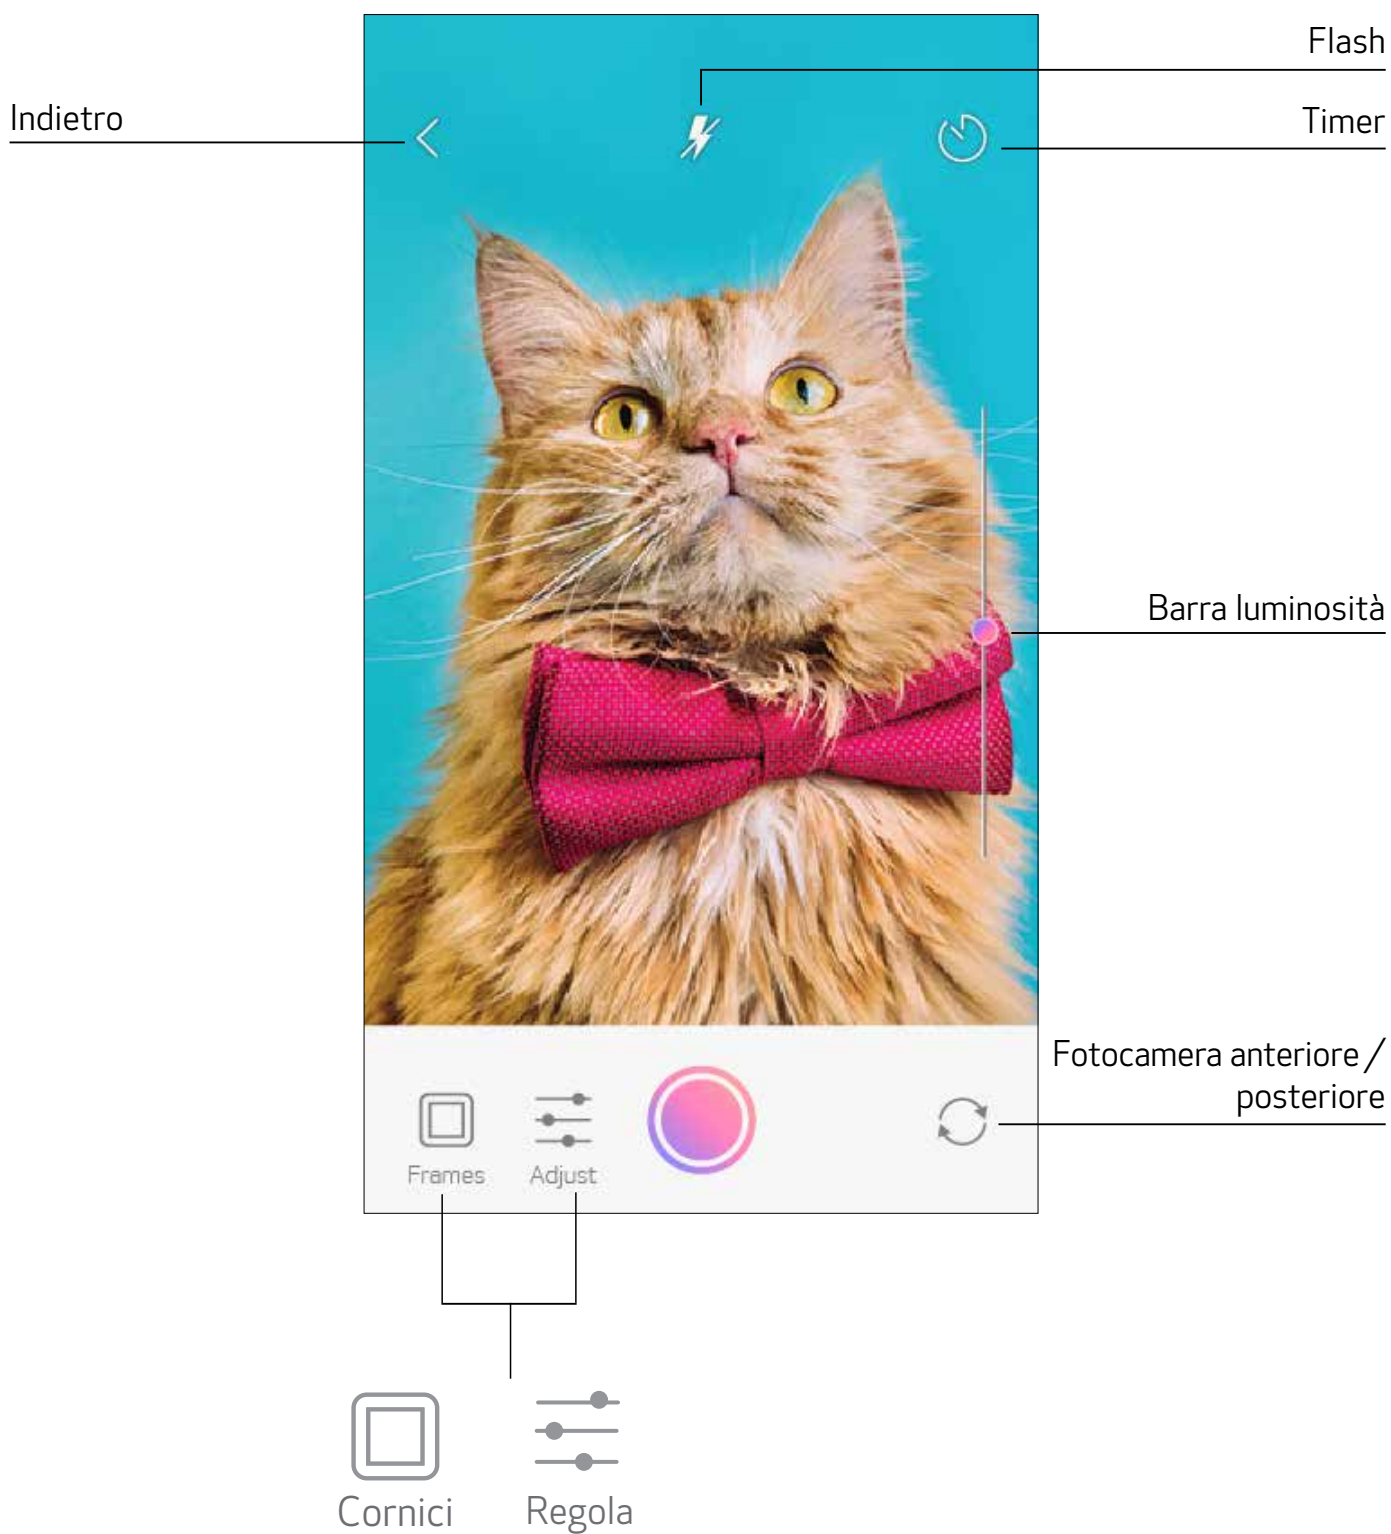 Flash
Indietro
Timer
Barra luminosità
Fotocamera anteriore /
posteriore
Frames
Adjust
Cornici
Regola